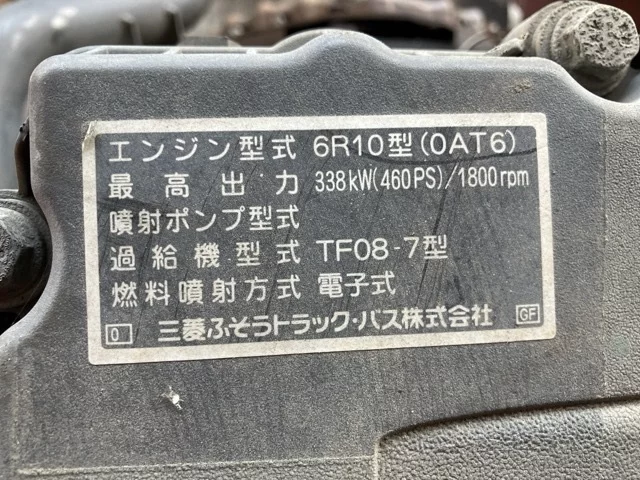 エンジン型式 6R10型(0AT6)
最高出力 338kW(460PS)/1800rpm
噴射ポンプ型式
過給機型式 TF08-7型
燃料噴射方式 電子式
0 三菱ふそうトラック・バス株式会社 GF